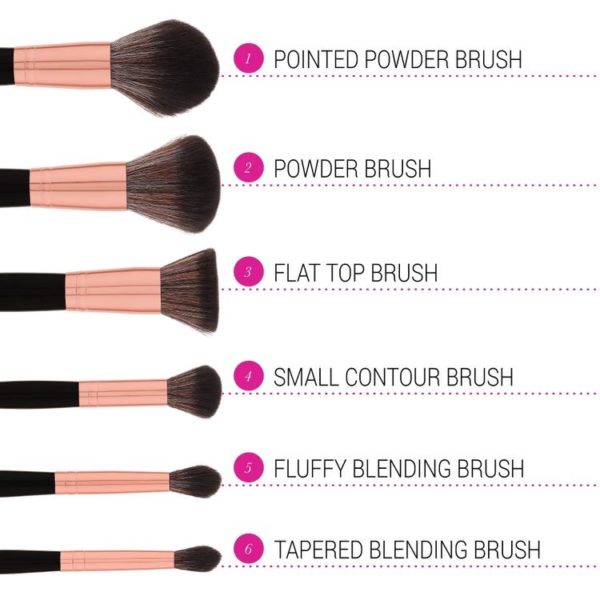 1 POINTED POWDER BRUSH
2 POWDER BRUSH
3 FLAT TOP BRUSH
4 SMALL CONTOUR BRUSH
5 FLUFFY BLENDING BRUSH
6 TAPERED BLENDING BRUSH